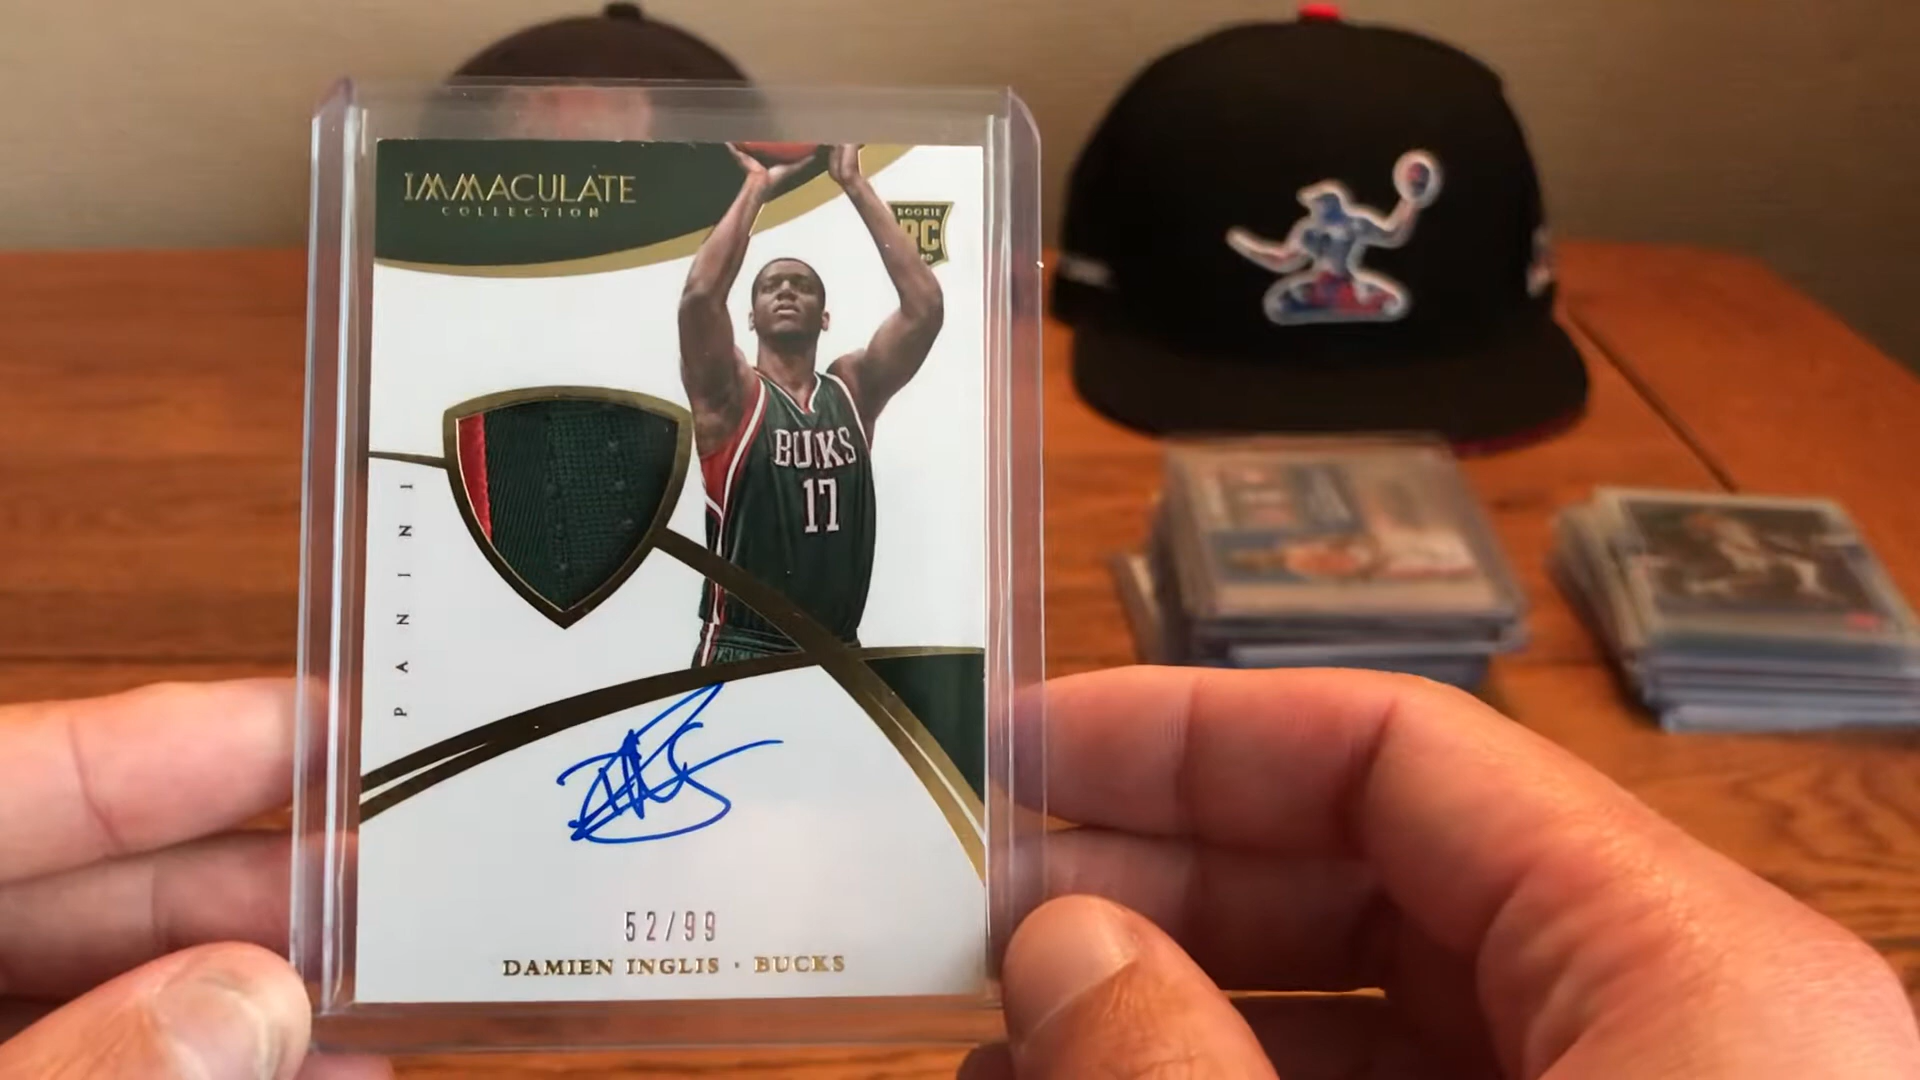 IMMACULATE
COLLECTION
ROOKIE
RC
BUCKS
17
PANINI
52/99
DAMIEN INGLIS · BUCKS